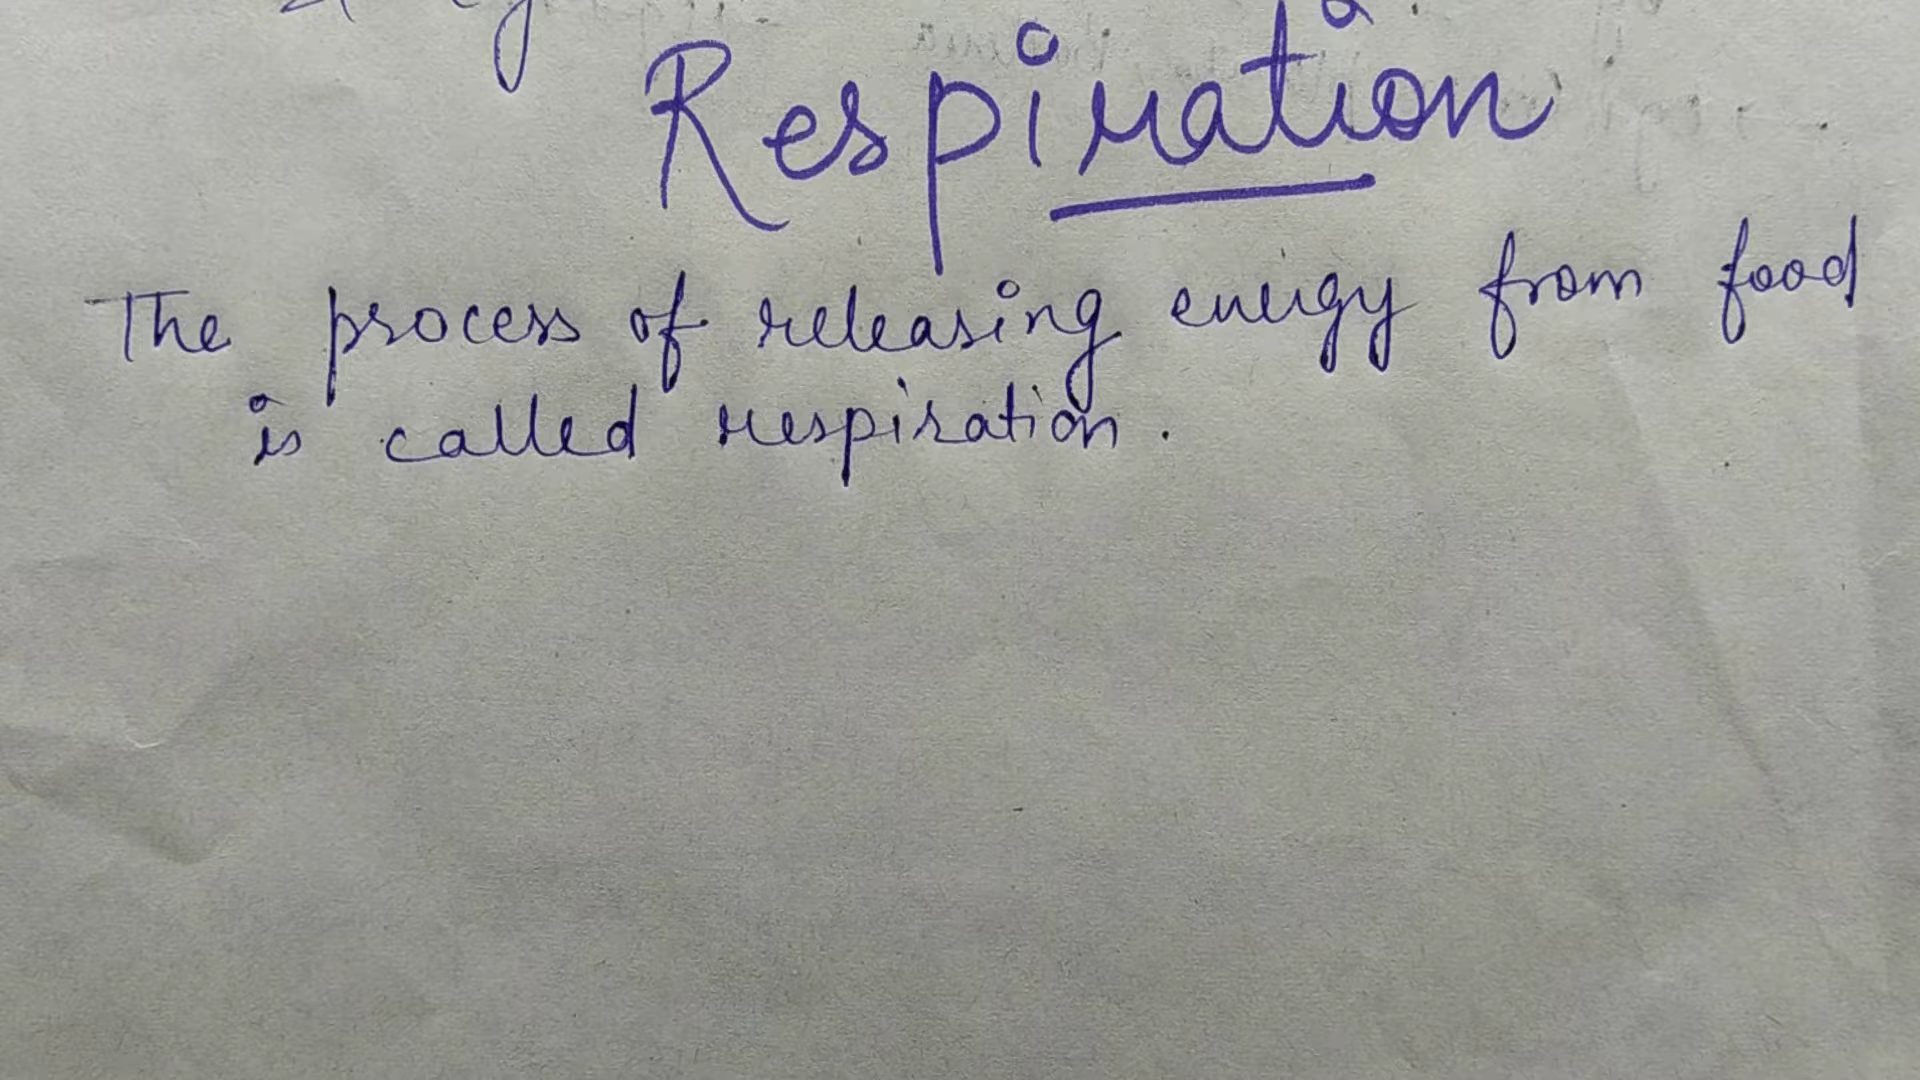 Respiration
The process of releasing energy from food
is called respiration.